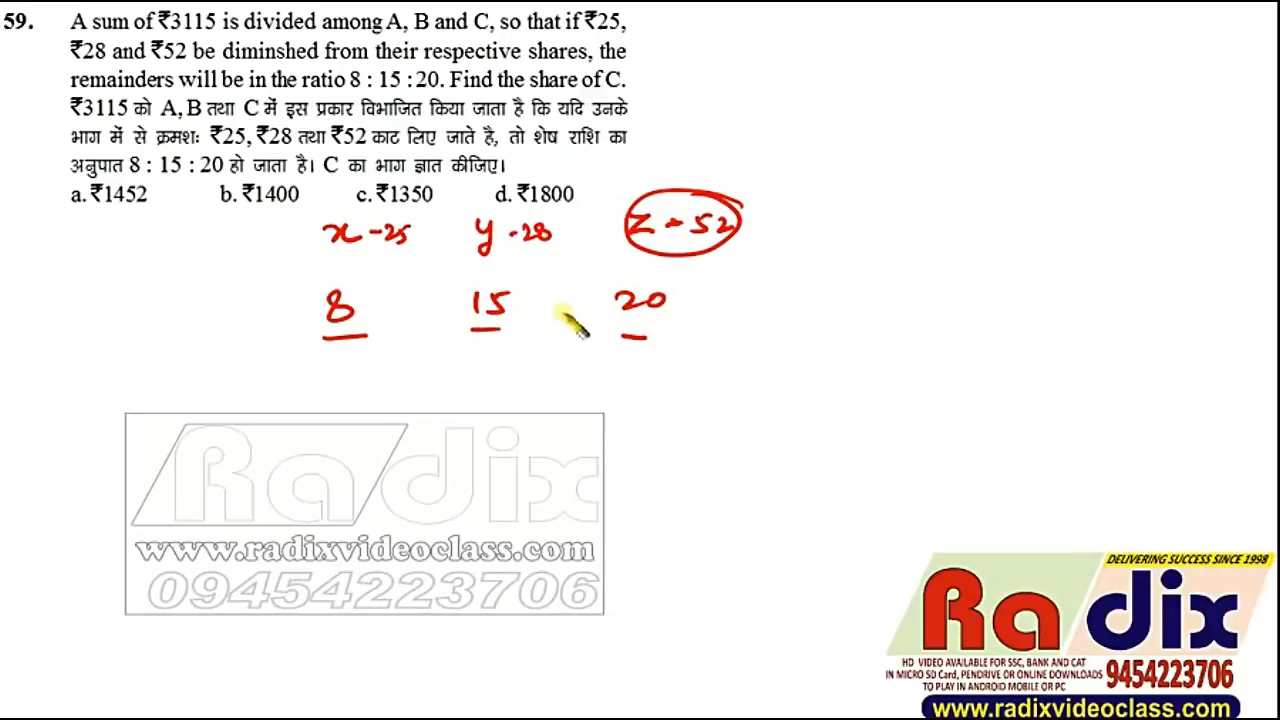 59. A sum of ₹3115 is divided among A, B and C, so that if ₹25,
₹28 and ₹52 be diminshed from their respective shares, the
remainders will be in the ratio 8 : 15 : 20. Find the share of C.
₹3115 को A, B तथा C में इस प्रकार विभाजित किया जाता है कि यदि उनके
भाग में से क्रमशः ₹25, ₹28 तथा ₹52 काट लिए जाते है, तो शेष राशि का
अनुपात 8 : 15 : 20 हो जाता है। C का भाग ज्ञात कीजिए।
a. ₹1452 b. ₹1400 c. ₹1350 d. ₹1800
x - 25 y - 28 z - 52
8 15 20
Radix
www.radixvideoclass.com
09454223706
DELIVERING SUCCESS SINCE 1998
Radix
HD VIDEO AVAILABLE FOR SSC, BANK AND CAT
IN MICRO SD Card, PENDRIVE OR ONLINE DOWNLOADS
TO PLAY IN ANDROID MOBILE OR PC
9454223706
www.radixvideoclass.com